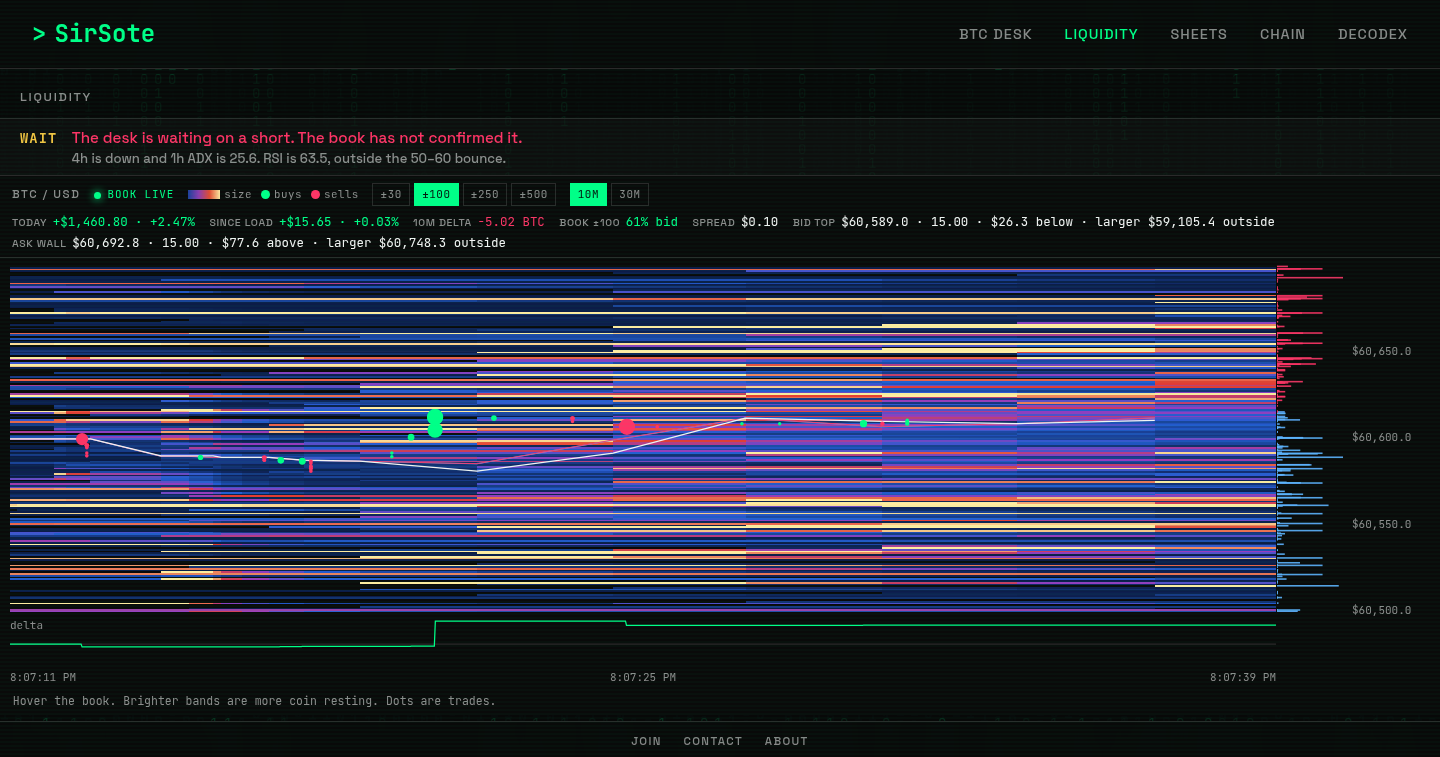 > SirSote
BTC DESK LIQUIDITY SHEETS CHAIN DECODEX
LIQUIDITY
WAIT The desk is waiting on a short. The book has not confirmed it.
4h is down and 1h ADX is 25.6. RSI is 63.5, outside the 50–60 bounce.
BTC / USD BOOK LIVE size buys sells ±30 ±100 ±250 ±500 10M 30M
TODAY +$1,460.80 · +2.47% SINCE LOAD +$15.65 · +0.03% 10M DELTA -5.02 BTC BOOK ±100 61% bid SPREAD $0.10 BID TOP $60,589.0 · 15.00 · $26.3 below · larger $59,105.4 outside
ASK WALL $60,692.8 · 15.00 · $77.6 above · larger $60,748.3 outside
$60,650.0
$60,600.0
$60,550.0
$60,500.0
delta
8:07:11 PM 8:07:25 PM 8:07:39 PM
Hover the book. Brighter bands are more coin resting. Dots are trades.
JOIN CONTACT ABOUT